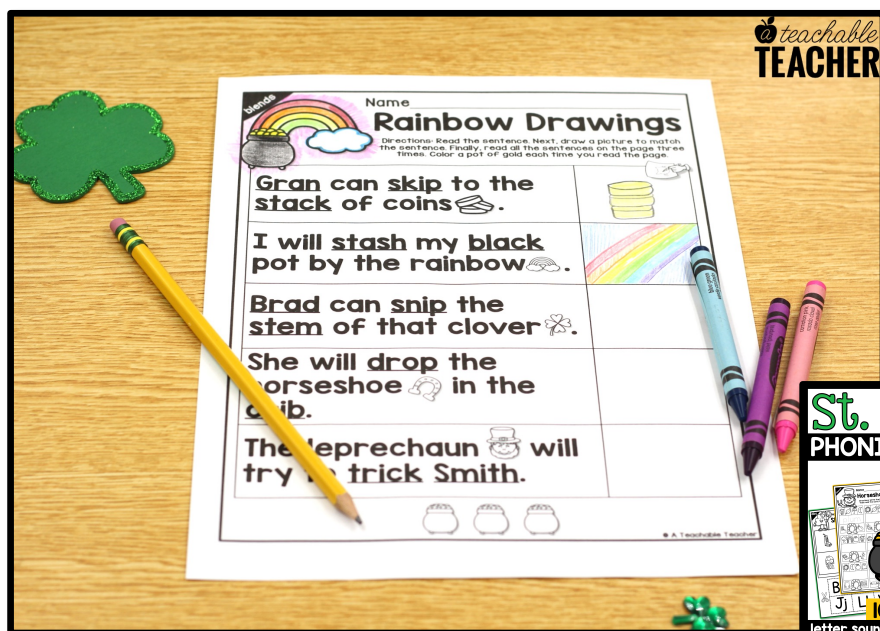 a teachable
TEACHER
blends
Name
Rainbow Drawings
Directions: Read the sentence. Next, draw a picture to match
the sentence. Finally, read all the sentences on the page three
times. Color a pot of gold each time you read the page.
Gran can skip to the
stack of coins.
I will stash my black
pot by the rainbow.
Brad can snip the
stem of that clover.
She will drop the
horseshoe in the
crib.
The leprechaun will
try to trick Smith.
© A Teachable Teacher
St.
PHONI
Jj
letter soun